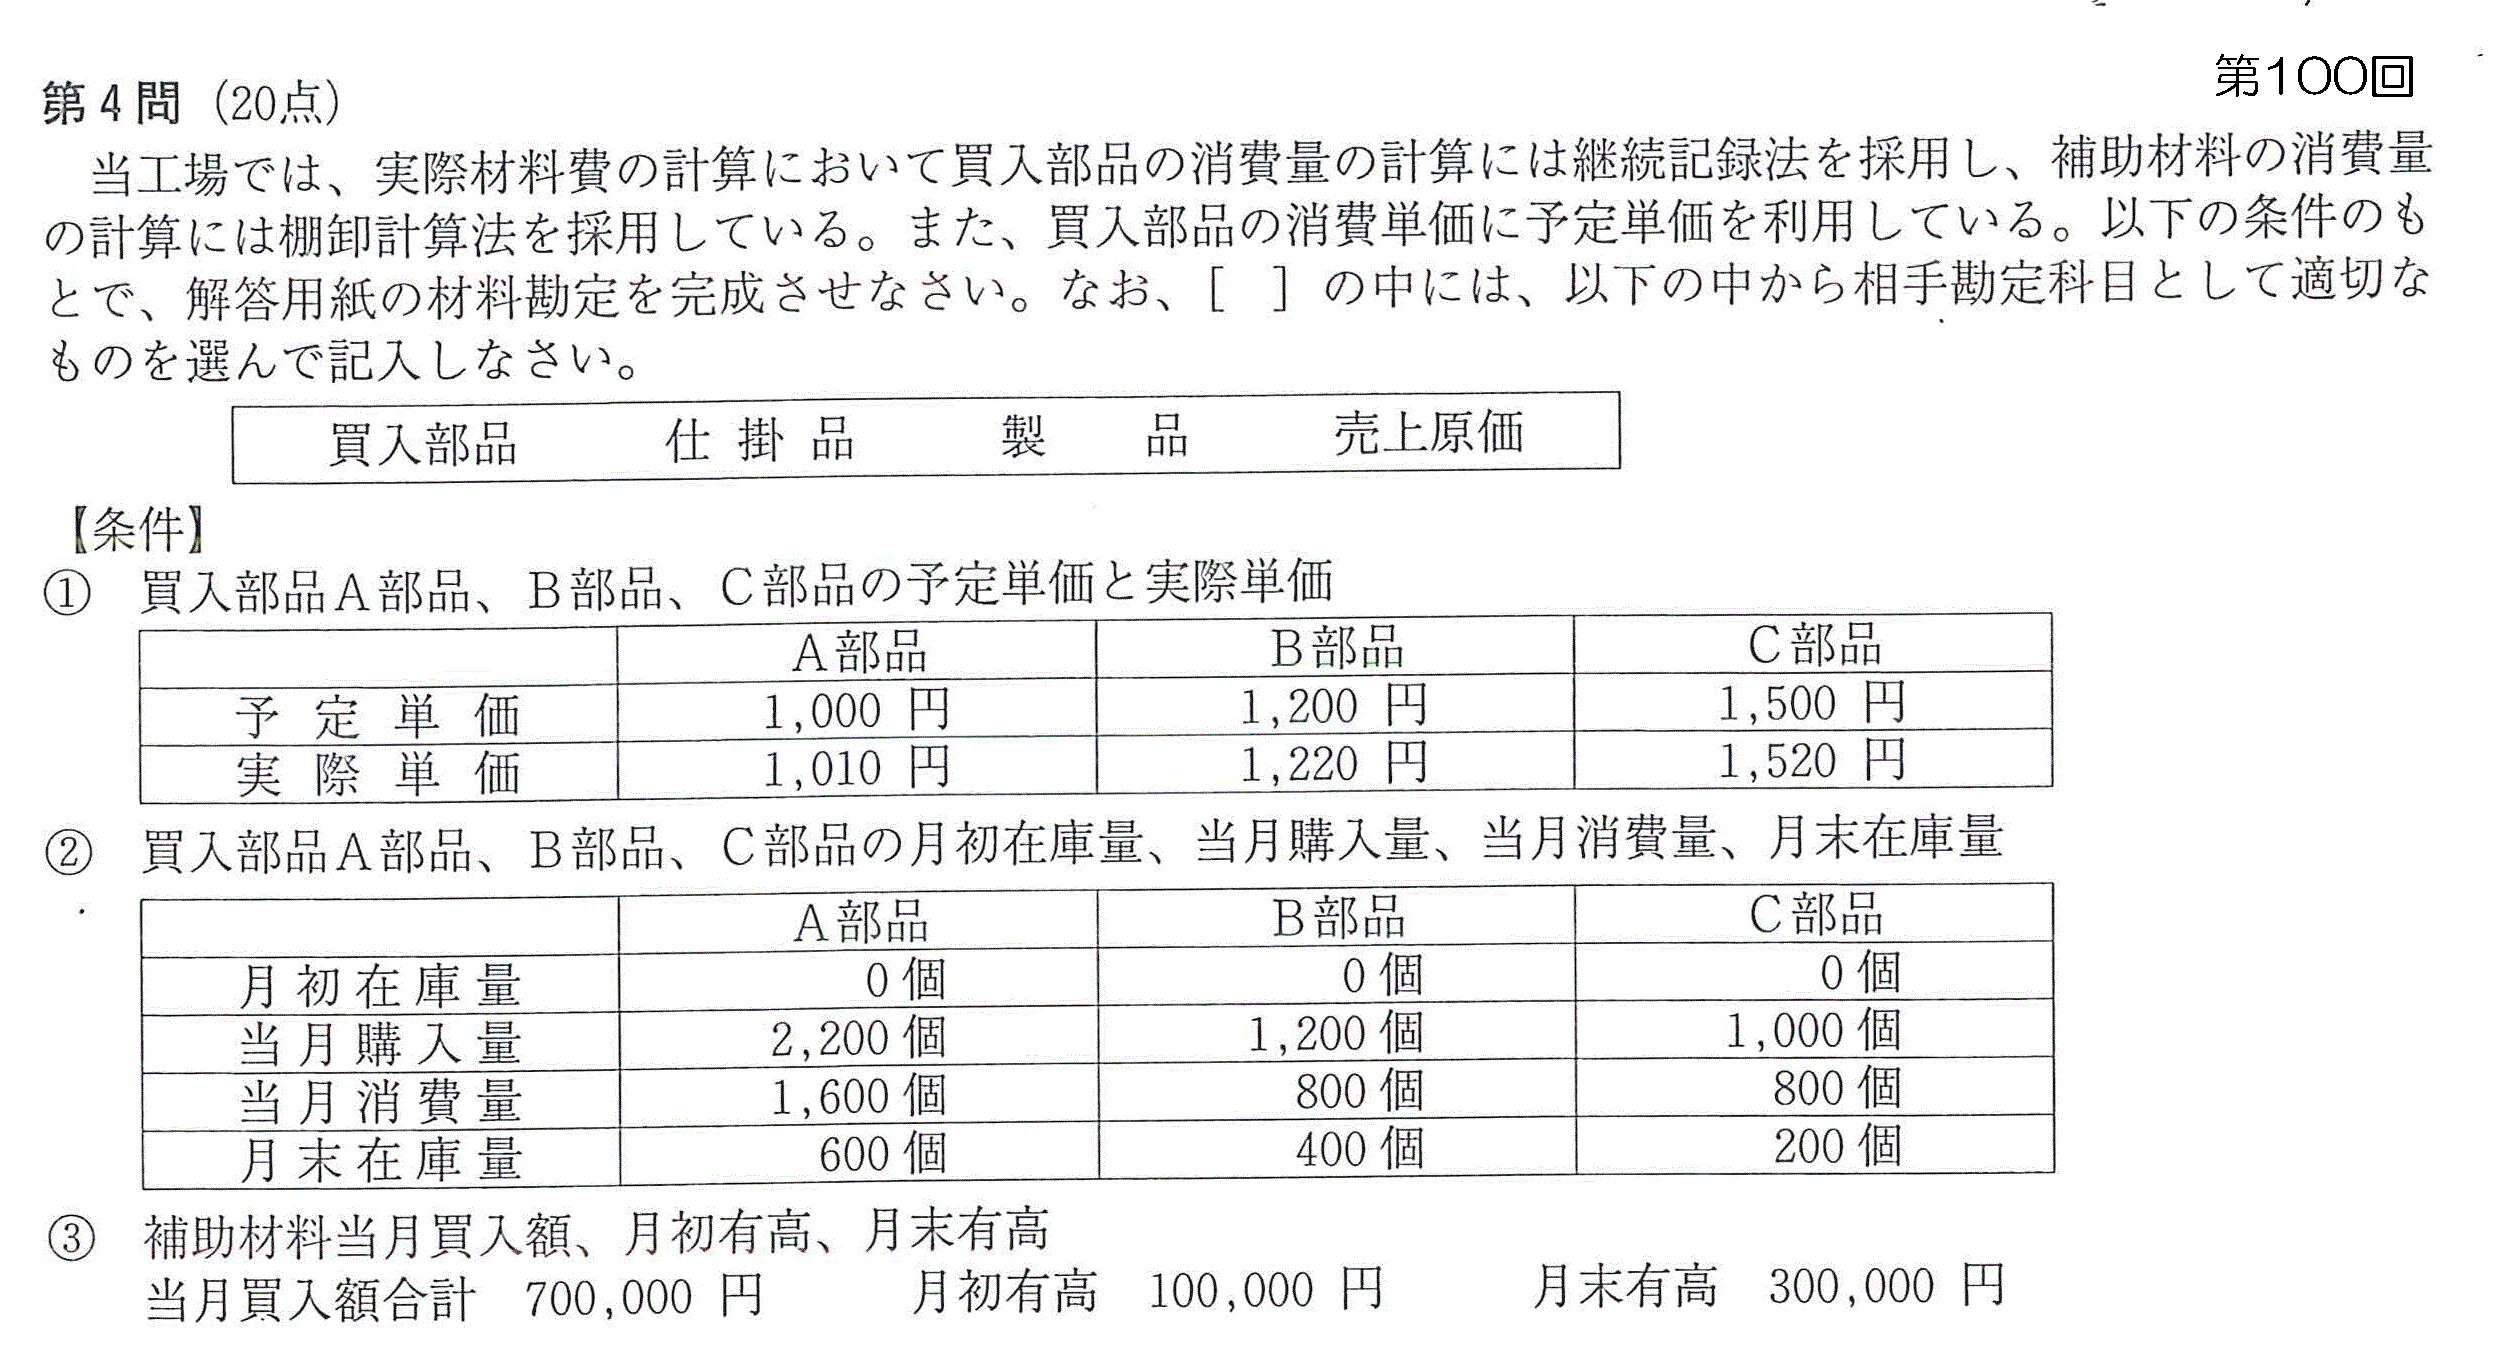 第100回
第4問（20点）
当工場では、実際材料費の計算において買入部品の消費量の計算には継続記録法を採用し、補助材料の消費量
の計算には棚卸計算法を採用している。また、買入部品の消費単価に予定単価を利用している。以下の条件のも
とで、解答用紙の材料勘定を完成させなさい。なお、［　］の中には、以下の中から相手勘定科目として適切な
ものを選んで記入しなさい。
買入部品　仕掛品　製品　売上原価
【条件】
① 買入部品Ａ部品、Ｂ部品、Ｃ部品の予定単価と実際単価
Ａ部品　Ｂ部品　Ｃ部品
予定単価　1,000 円　1,200 円　1,500 円
実際単価　1,010 円　1,220 円　1,520 円
② 買入部品Ａ部品、Ｂ部品、Ｃ部品の月初在庫量、当月購入量、当月消費量、月末在庫量
Ａ部品　Ｂ部品　Ｃ部品
月初在庫量　0 個　0 個　0 個
当月購入量　2,200 個　1,200 個　1,000 個
当月消費量　1,600 個　800 個　800 個
月末在庫量　600 個　400 個　200 個
③ 補助材料当月買入額、月初有高、月末有高
当月買入額合計　700,000 円　月初有高　100,000 円　月末有高　300,000 円